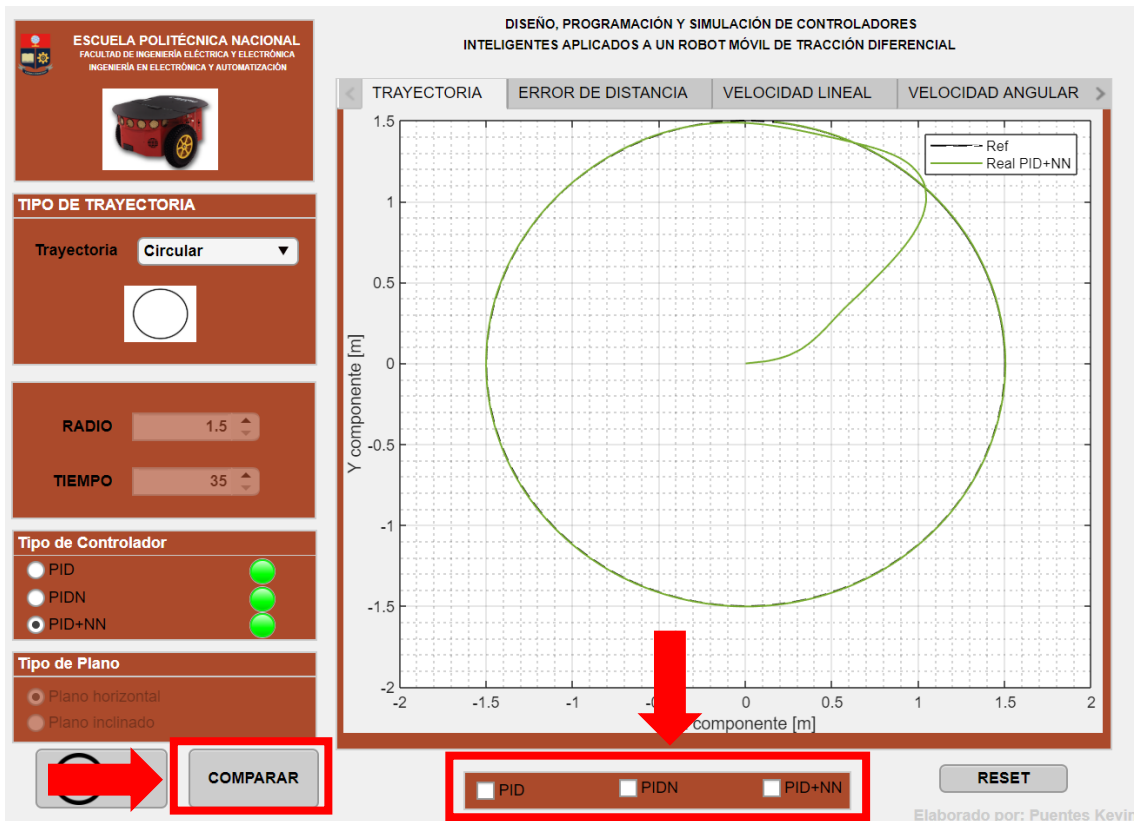 ESCUELA POLITÉCNICA NACIONAL
FACULTAD DE INGENIERÍA ELÉCTRICA Y ELECTRÓNICA
INGENIERÍA EN ELECTRÓNICA Y AUTOMATIZACIÓN
DISEÑO, PROGRAMACIÓN Y SIMULACIÓN DE CONTROLADORES
INTELIGENTES APLICADOS A UN ROBOT MÓVIL DE TRACCIÓN DIFERENCIAL
TIPO DE TRAYECTORIA
Trayectoria Circular
RADIO 1.5
TIEMPO 35
Tipo de Controlador
PID
PIDN
PID+NN
Tipo de Plano
Plano horizontal
Plano inclinado
COMPARAR
TRAYECTORIA ERROR DE DISTANCIA VELOCIDAD LINEAL VELOCIDAD ANGULAR
Ref
Real PID+NN
1.5
1
0.5
0
-0.5
-1
-1.5
-2
Y componente [m]
-2 -1.5 -1 0 0.5 1 1.5 2
componente [m]
PID PIDN PID+NN
RESET
Elaborado por: Puentes Kevin